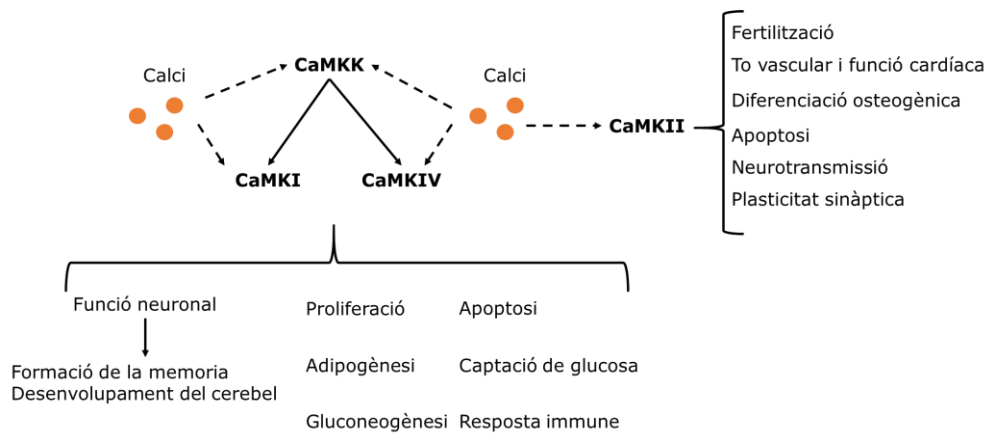 Calci
CaMKK
Calci
CaMKI
CaMKIV
CaMKII
Fertilització
To vascular i funció cardíaca
Diferenciació osteogènica
Apoptosi
Neurotransmissió
Plasticitat sinàptica
Funció neuronal
Formació de la memoria
Desenvolupament del cerebel
Proliferació
Apoptosi
Adipogènesi
Captació de glucosa
Gluconeogènesi
Resposta immune